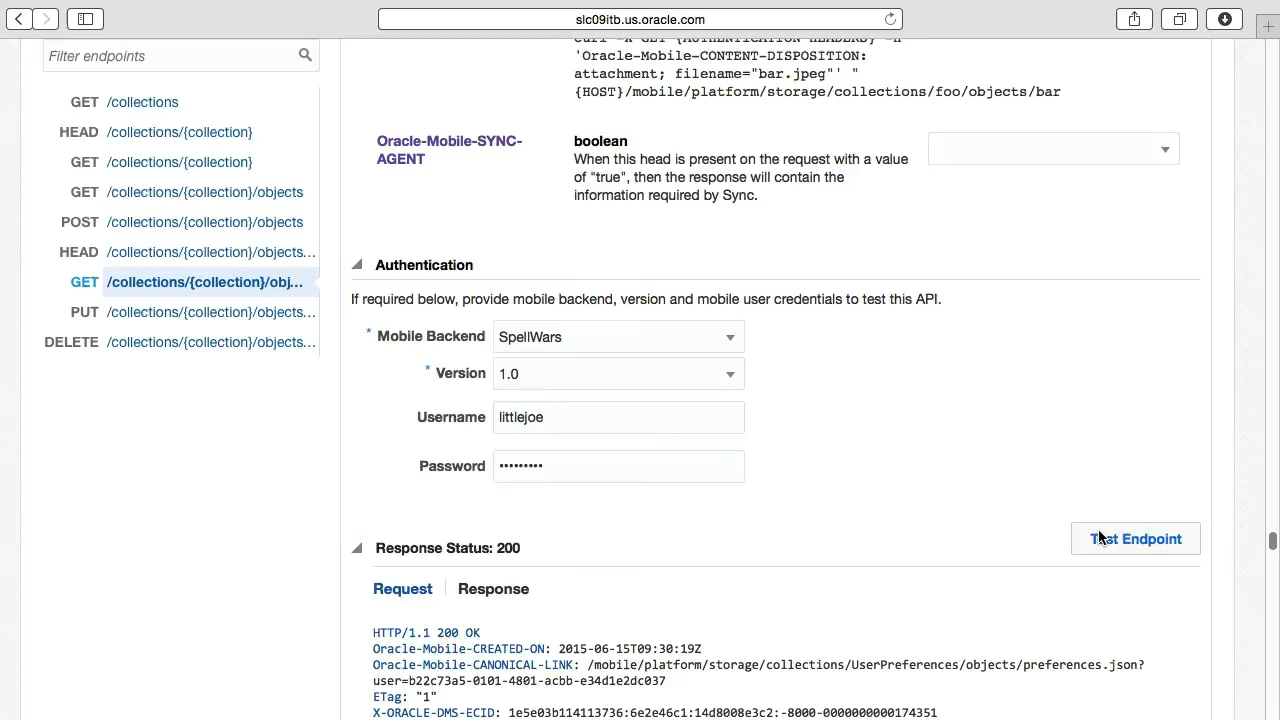 slc09itb.us.oracle.com
Filter endpoints
GET /collections
HEAD /collections/{collection}
GET /collections/{collection}
GET /collections/{collection}/objects
POST /collections/{collection}/objects
HEAD /collections/{collection}/objects...
GET /collections/{collection}/obj...
PUT /collections/{collection}/objects...
DELETE /collections/{collection}/objects...
curl -X GET {AUTHENTICATION HEADERS} -H
'Oracle-Mobile-CONTENT-DISPOSITION:
attachment; filename="bar.jpeg"' "
{HOST}/mobile/platform/storage/collections/foo/objects/bar
Oracle-Mobile-SYNC-
AGENT
boolean
When this head is present on the request with a value
of "true", then the response will contain the
information required by Sync.
Authentication
If required below, provide mobile backend, version and mobile user credentials to test this API.
* Mobile Backend SpellWars
* Version 1.0
Username littlejoe
Password •••••••••
Test Endpoint
Response Status: 200
Request Response
HTTP/1.1 200 OK
Oracle-Mobile-CREATED-ON: 2015-06-15T09:30:19Z
Oracle-Mobile-CANONICAL-LINK: /mobile/platform/storage/collections/UserPreferences/objects/preferences.json?
user=b22c73a5-0101-4801-acbb-e34d1e2dc037
ETag: "1"
X-ORACLE-DMS-ECID: 1e5e03b114113736:6e2e46c1:14d8008e3c2:-8000-0000000000174351